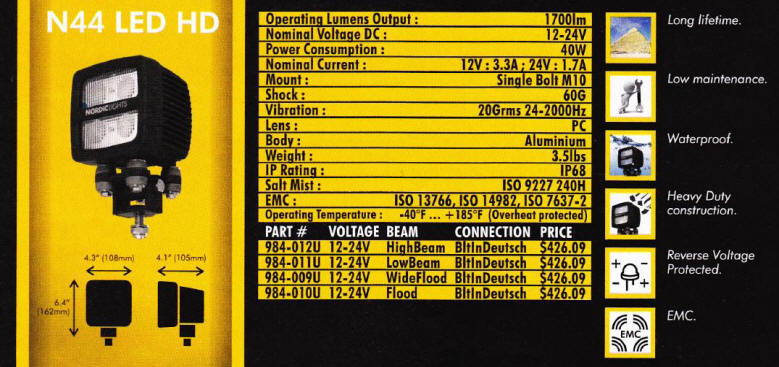 N44 LED HD
NORDICLIGHTS
4.3" (108mm)
4.1" (105mm)
6.4"
(162mm)
Operating Lumens Output : 1700lm
Nominal Voltage DC : 12-24V
Power Consumption : 40W
Nominal Current : 12V : 3.3A ; 24V : 1.7A
Mount : Single Bolt M10
Shock : 60G
Vibration : 20Grms 24-2000Hz
Lens : PC
Body : Aluminium
Weight : 3.5lbs
IP Rating : IP68
Salt Mist : ISO 9227 240H
EMC : ISO 13766, ISO 14982, ISO 7637-2
Operating Temperature : -40°F ... +185°F (Overheat protected)
PART # VOLTAGE BEAM CONNECTION PRICE
984-012U 12-24V HighBeam BltInDeutsch $426.09
984-011U 12-24V LowBeam BltInDeutsch $426.09
984-009U 12-24V WideFlood BltInDeutsch $426.09
984-010U 12-24V Flood BltInDeutsch $426.09
Long lifetime.
Low maintenance.
Waterproof.
Heavy Duty
construction.
Reverse Voltage
Protected.
EMC
EMC.